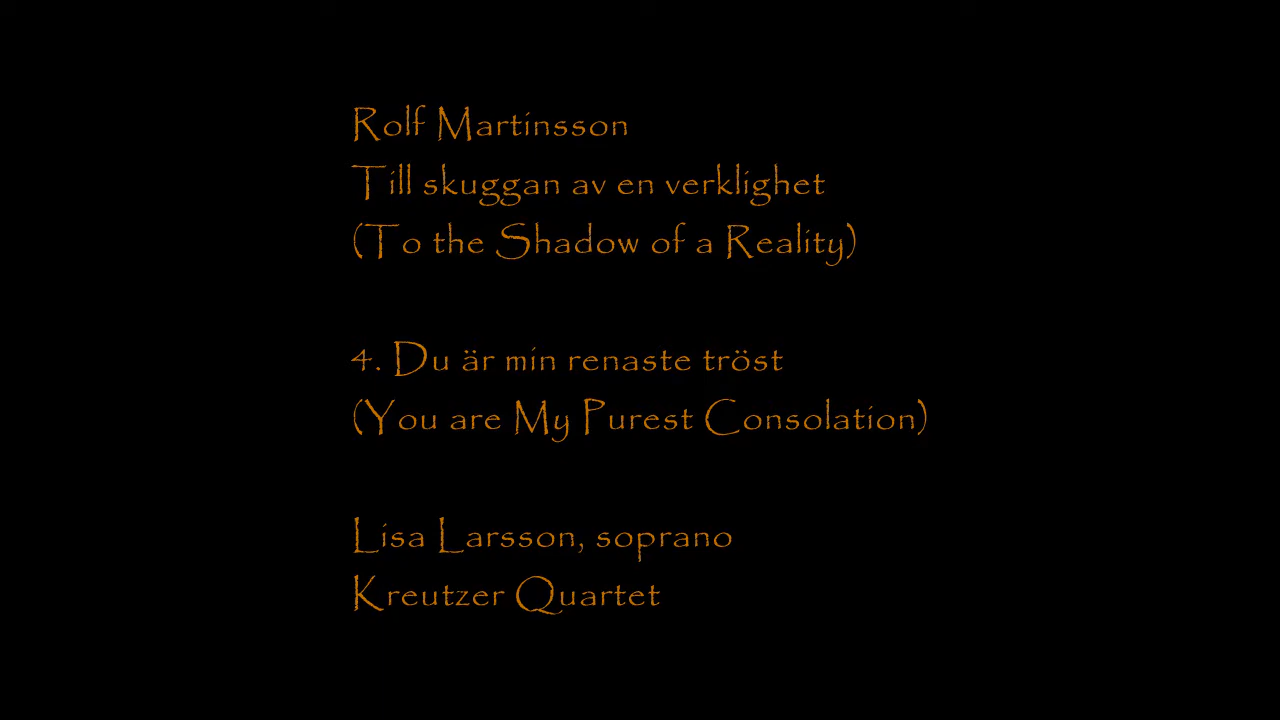 Rolf Martinsson
Till skuggan av en verklighet
(To the Shadow of a Reality)
4. Du är min renaste tröst
(You are My Purest Consolation)
Lisa Larsson, soprano
Kreutzer Quartet